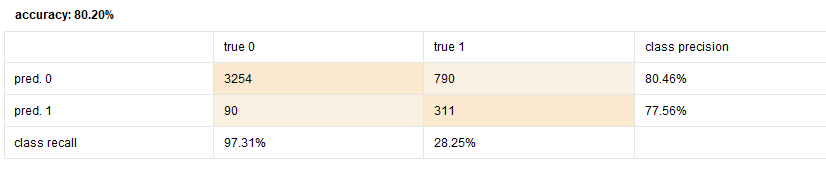 accuracy: 80.20%
true 0 true 1 class precision
pred. 0 3254 790 80.46%
pred. 1 90 311 77.56%
class recall 97.31% 28.25%